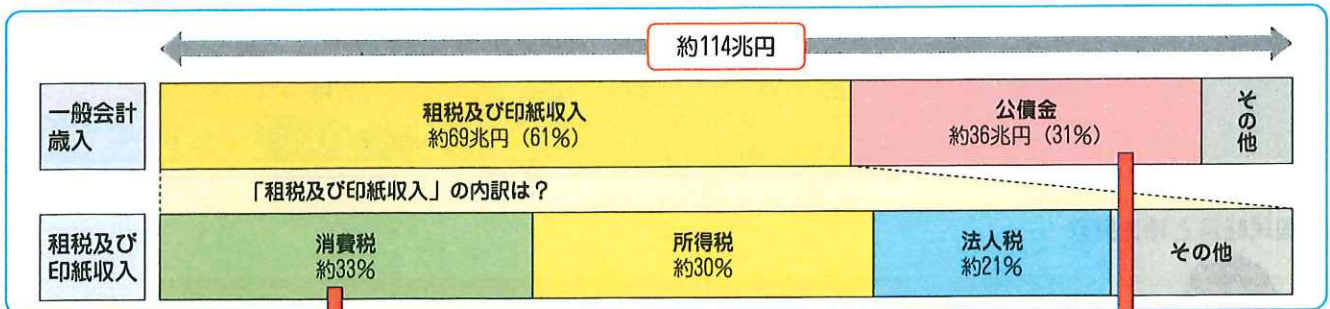 約114兆円
一般会計
歳入
租税及び印紙収入
約69兆円（61%）
公債金
約36兆円（31%）
その他
「租税及び印紙収入」の内訳は？
租税及び
印紙収入
消費税
約33%
所得税
約30%
法人税
約21%
その他